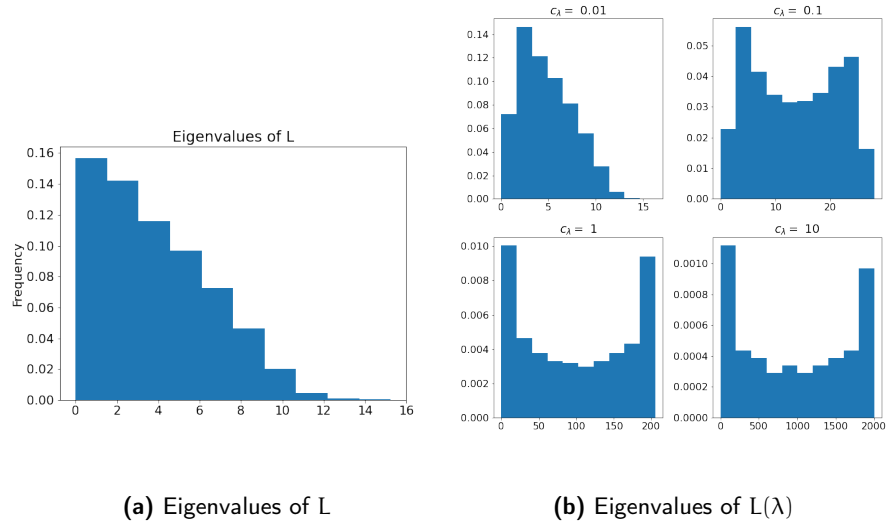 Eigenvalues of L
Frequency
0.16
0.14
0.12
0.10
0.08
0.06
0.04
0.02
0.00
0 2 4 6 8 10 12 14 16
(a) Eigenvalues of L
c_λ = 0.01
0.14
0.12
0.10
0.08
0.06
0.04
0.02
0.00
0 5 10 15
c_λ = 0.1
0.05
0.04
0.03
0.02
0.01
0.00
0 10 20
c_λ = 1
0.010
0.008
0.006
0.004
0.002
0.000
0 50 100 150 200
c_λ = 10
0.0010
0.0008
0.0006
0.0004
0.0002
0.0000
0 500 1000 1500 2000
(b) Eigenvalues of L(λ)